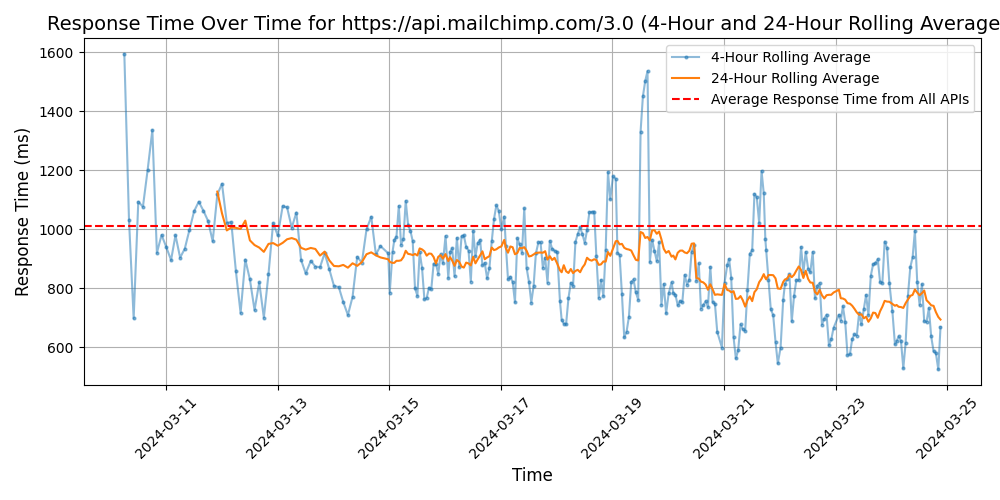 Response Time Over Time for https://api.mailchimp.com/3.0 (4-Hour and 24-Hour Rolling Average
1600
1400
1200
1000
800
600
Response Time (ms)
4-Hour Rolling Average
24-Hour Rolling Average
Average Response Time from All APIs
2024-03-11
2024-03-13
2024-03-15
2024-03-17
2024-03-19
2024-03-21
2024-03-23
2024-03-25
Time